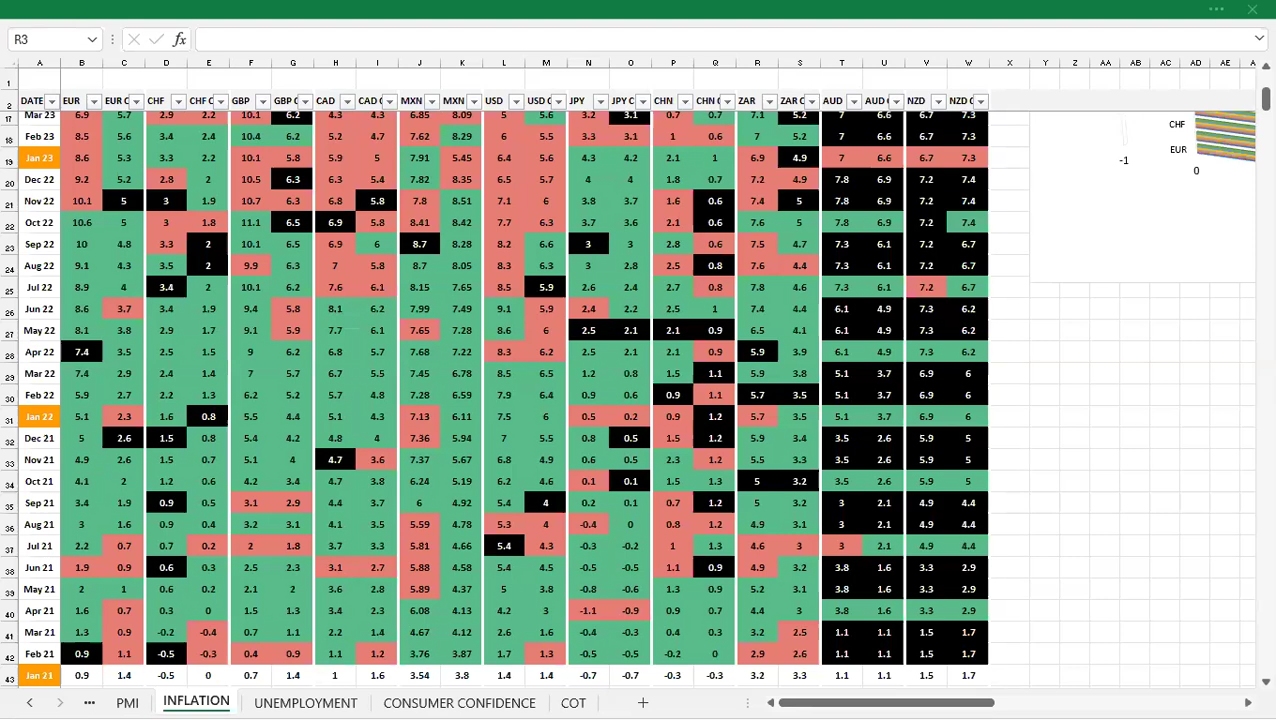 R3
fx
A B C D E F G H I J K L M N O P Q R S T U V W X Y Z AA AB AC AD AE A
1
2 DATE EUR EUR C CHF CHF C GBP GBP C CAD CAD C MXN MXN USD USD C JPY JPY C CHN CHN C ZAR ZAR C AUD AUD C NZD NZD C
17 Mar 23 6.9 5.7 2.9 2.2 10.1 6.2 4.3 4.3 6.85 8.09 5 5.6 3.2 3.1 0.7 0.7 7.1 5.2 7 6.6 6.7 7.3
18 Feb 23 8.5 5.6 3.4 2.4 10.4 6.2 5.2 4.7 7.62 8.29 6 5.5 3.3 3.1 1 0.6 7 5.2 7 6.6 6.7 7.3 CHF
19 Jan 23 8.6 5.3 3.3 2.2 10.1 5.8 5.9 5 7.91 5.45 6.4 5.6 4.3 4.2 2.1 1 6.9 4.9 7 6.6 6.7 7.3 EUR -1 0
20 Dec 22 9.2 5.2 2.8 2 10.5 6.3 6.3 5.4 7.82 8.35 6.5 5.7 4 4 1.8 0.7 7.2 4.9 7.8 6.9 7.2 7.4
21 Nov 22 10.1 5 3 1.9 10.7 6.3 6.8 5.8 7.8 8.51 7.1 6 3.8 3.7 1.6 0.6 7.4 5 7.8 6.9 7.2 7.4
22 Oct 22 10.6 5 3 1.8 11.1 6.5 6.9 5.8 8.41 8.42 7.7 6.3 3.7 3.6 2.1 0.6 7.6 5 7.8 6.9 7.2 7.4
23 Sep 22 10 4.8 3.3 2 10.1 6.5 6.9 6 8.7 8.28 8.2 6.6 3 3 2.8 0.6 7.5 4.7 7.3 6.1 7.3 6.7
24 Aug 22 9.1 4.3 3.5 2 9.9 6.3 7 5.8 8.7 8.05 8.3 6.3 3 2.8 2.5 0.8 7.6 4.4 7.3 6.1 7.2 6.7
25 Jul 22 8.9 4 3.4 2 10.1 6.2 7.6 6.1 8.15 7.65 8.5 5.9 2.6 2.4 2.7 0.8 7.8 4.6 7.3 6.1 7.2 6.7
26 Jun 22 8.6 3.7 3.4 1.9 9.4 5.8 8.1 6.2 7.99 7.49 9.1 5.9 2.4 2.2 2.5 1 7.4 4.4 6.1 4.9 7.3 6.2
27 May 22 8.1 3.8 2.9 1.7 9.1 5.9 7.7 6.1 7.65 7.28 8.6 6 2.5 2.1 2.1 0.9 6.5 4.1 6.1 4.9 7.3 6.2
28 Apr 22 7.4 3.5 2.5 1.5 9 6.2 6.8 5.7 7.68 7.22 8.3 6.2 2.5 2.1 2.1 0.9 5.9 3.9 6.1 4.9 7.3 6.2
29 Mar 22 7.4 2.9 2.4 1.4 7 5.7 6.7 5.5 7.45 6.78 8.5 6.5 1.2 0.8 1.5 1.1 5.9 3.8 5.1 3.7 6.9 6
30 Feb 22 5.9 2.7 2.2 1.3 6.2 5.2 5.7 4.8 7.28 6.59 7.9 6.4 0.9 0.6 0.9 1.1 5.7 3.5 5.1 3.7 6.9 6
31 Jan 22 5.1 2.3 1.6 0.8 5.5 4.4 5.1 4.3 7.13 6.11 7.5 6 0.5 0.2 0.9 1.2 5.7 3.5 5.1 3.7 6.9 6
32 Dec 21 5 2.6 1.5 0.8 5.4 4.2 4.8 4 7.36 5.94 7 5.5 0.8 0.5 1.5 1.2 5.9 3.4 3.5 2.6 5.9 5
33 Nov 21 4.9 2.6 1.5 0.7 5.1 4 4.7 3.6 7.37 5.67 6.8 4.9 0.6 0.5 2.3 1.2 5.5 3.3 3.5 2.6 5.9 5
34 Oct 21 4.1 2 1.2 0.6 4.2 3.4 4.7 3.8 6.24 5.19 6.2 4.6 0.1 0.1 1.5 1.3 5 3.2 3.5 2.6 5.9 5
35 Sep 21 3.4 1.9 0.9 0.5 3.1 2.9 4.4 3.7 6 4.92 5.4 4 0.2 0.1 0.7 1.2 5 3.2 3 2.1 4.9 4.4
36 Aug 21 3 1.6 0.9 0.4 3.2 3.1 4.1 3.5 5.59 4.78 5.3 4 -0.4 0 0.8 1.2 4.9 3.1 3 2.1 4.9 4.4
37 Jul 21 2.2 0.7 0.7 0.2 2 1.8 3.7 3.3 5.81 4.66 5.4 4.3 -0.3 -0.2 1 1.3 4.6 3 3 2.1 4.9 4.4
38 Jun 21 1.9 0.9 0.6 0.3 2.5 2.3 3.1 2.7 5.88 4.58 5.4 4.5 -0.5 -0.5 1.1 0.9 4.9 3.2 3.8 1.6 3.3 2.9
39 May 21 2 1 0.6 0.2 2.1 2 3.6 2.8 5.89 4.37 5 3.8 -0.8 -0.6 1.3 0.9 5.2 3.1 3.8 1.6 3.3 2.9
40 Apr 21 1.6 0.7 0.3 0 1.5 1.3 3.4 2.3 6.08 4.13 4.2 3 -1.1 -0.9 0.9 0.7 4.4 3 3.8 1.6 3.3 2.9
41 Mar 21 1.3 0.9 -0.2 -0.4 0.7 1.1 2.2 1.4 4.67 4.12 2.6 1.6 -0.4 -0.3 0.4 0.3 3.2 2.5 1.1 1.1 1.5 1.7
42 Feb 21 0.9 1.1 -0.5 -0.3 0.4 0.9 1.1 1.2 3.76 3.87 1.7 1.3 -0.5 -0.5 -0.2 0 2.9 2.6 1.1 1.1 1.5 1.7
43 Jan 21 0.9 1.4 -0.5 0 0.7 1.4 1 1.6 3.54 3.8 1.4 1.4 -0.7 -0.7 -0.3 -0.3 3.2 3.3 1.1 1.1 1.5 1.7
PMI INFLATION UNEMPLOYMENT CONSUMER CONFIDENCE COT